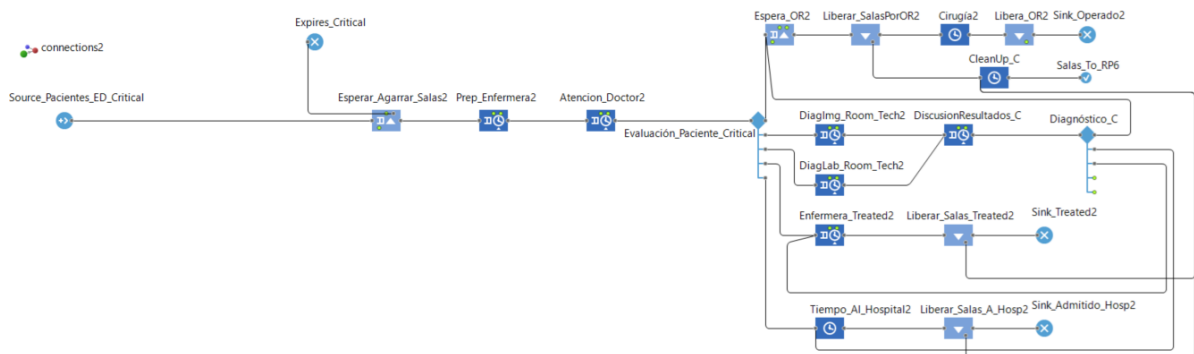 Expires_Critical
Espera_OR2
Liberar_SalasPorOR2
Cirugía2
Libera_OR2
Sink_Operado2
connections2
CleanUp_C
Salas_To_RP6
Source_Pacientes_ED_Critical
Esperar_Agarrar_Salas2
Prep_Enfermera2
Atencion_Doctor2
Evaluación_Paciente_Critical
DiagImg_Room_Tech2
DiscusionResultados_C
Diagnóstico_C
DiagLab_Room_Tech2
Enfermera_Treated2
Liberar_Salas_Treated2
Sink_Treated2
Tiempo_Al_Hospital2
Liberar_Salas_A_Hosp2
Sink_Admitido_Hosp2